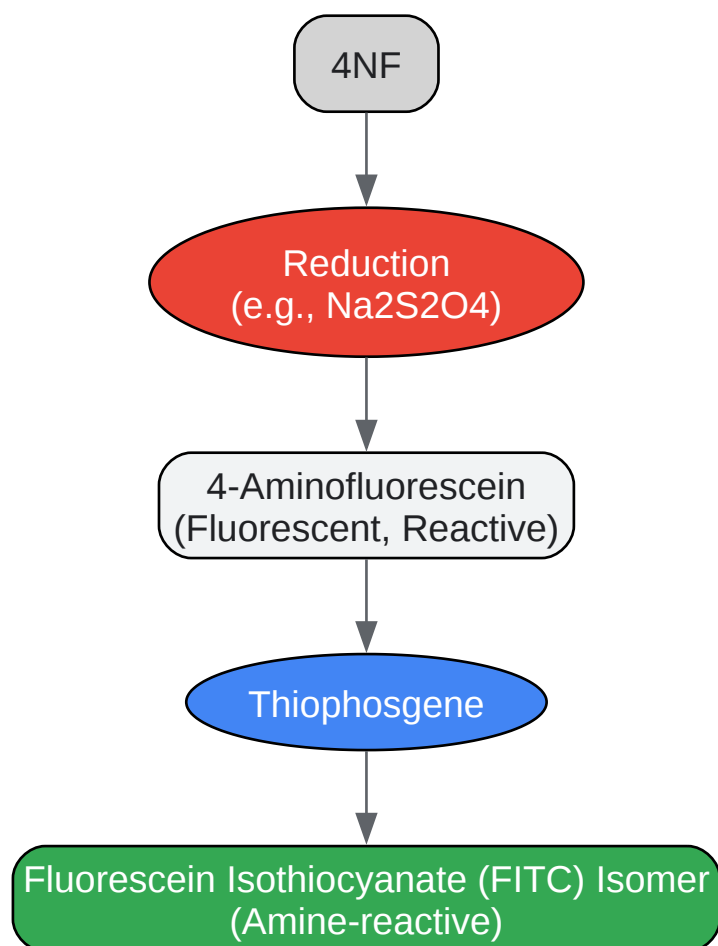 4NF
Reduction
(e.g., Na2S2O4)
4-Aminofluorescein
(Fluorescent, Reactive)
Thiophosgene
Fluorescein Isothiocyanate (FITC) Isomer
(Amine-reactive)